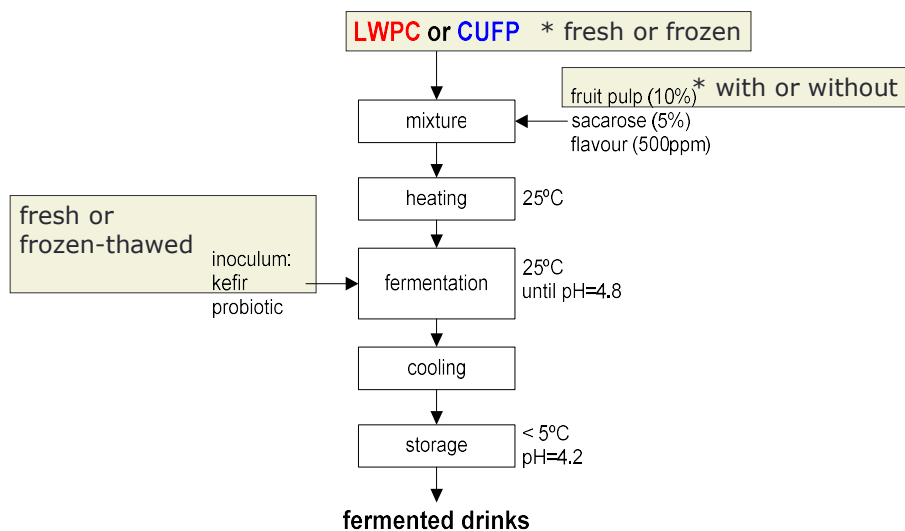 LWPC or CUFP * fresh or frozen
* with or without
fruit pulp (10%)
mixture
sacarose (5%)
flavour (500ppm)
heating
25ºC
fresh or
frozen-thawed
inoculum:
kefir
probiotic
fermentation
25ºC
until pH=4.8
cooling
storage
< 5ºC
pH=4.2
fermented drinks